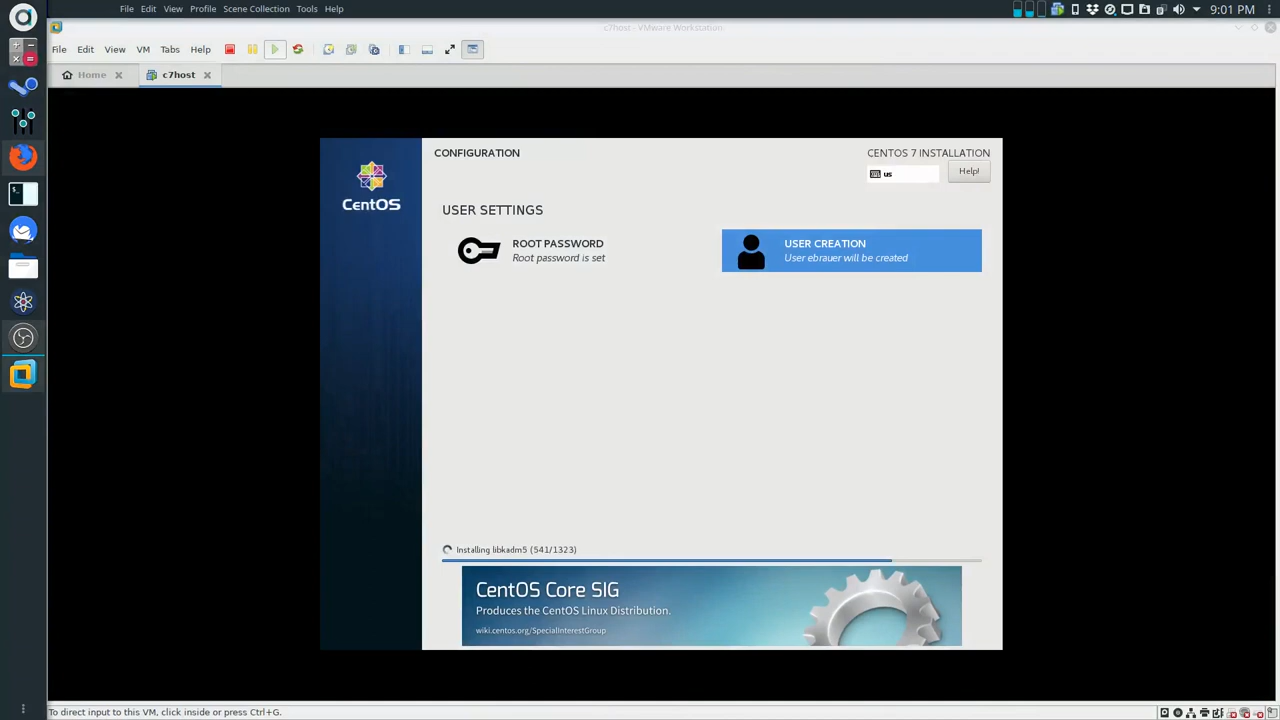 File Edit View Profile Scene Collection Tools Help
9:01 PM
c7host - VMware Workstation
File Edit View VM Tabs Help
Home
c7host
CentOS
CONFIGURATION
CENTOS 7 INSTALLATION
us
Help!
USER SETTINGS
ROOT PASSWORD
Root password is set
USER CREATION
User ebrauer will be created
Installing libkadm5 (541/1323)
CentOS Core SIG
Produces the CentOS Linux Distribution.
wiki.centos.org/SpecialInterestGroup
To direct input to this VM, click inside or press Ctrl+G.